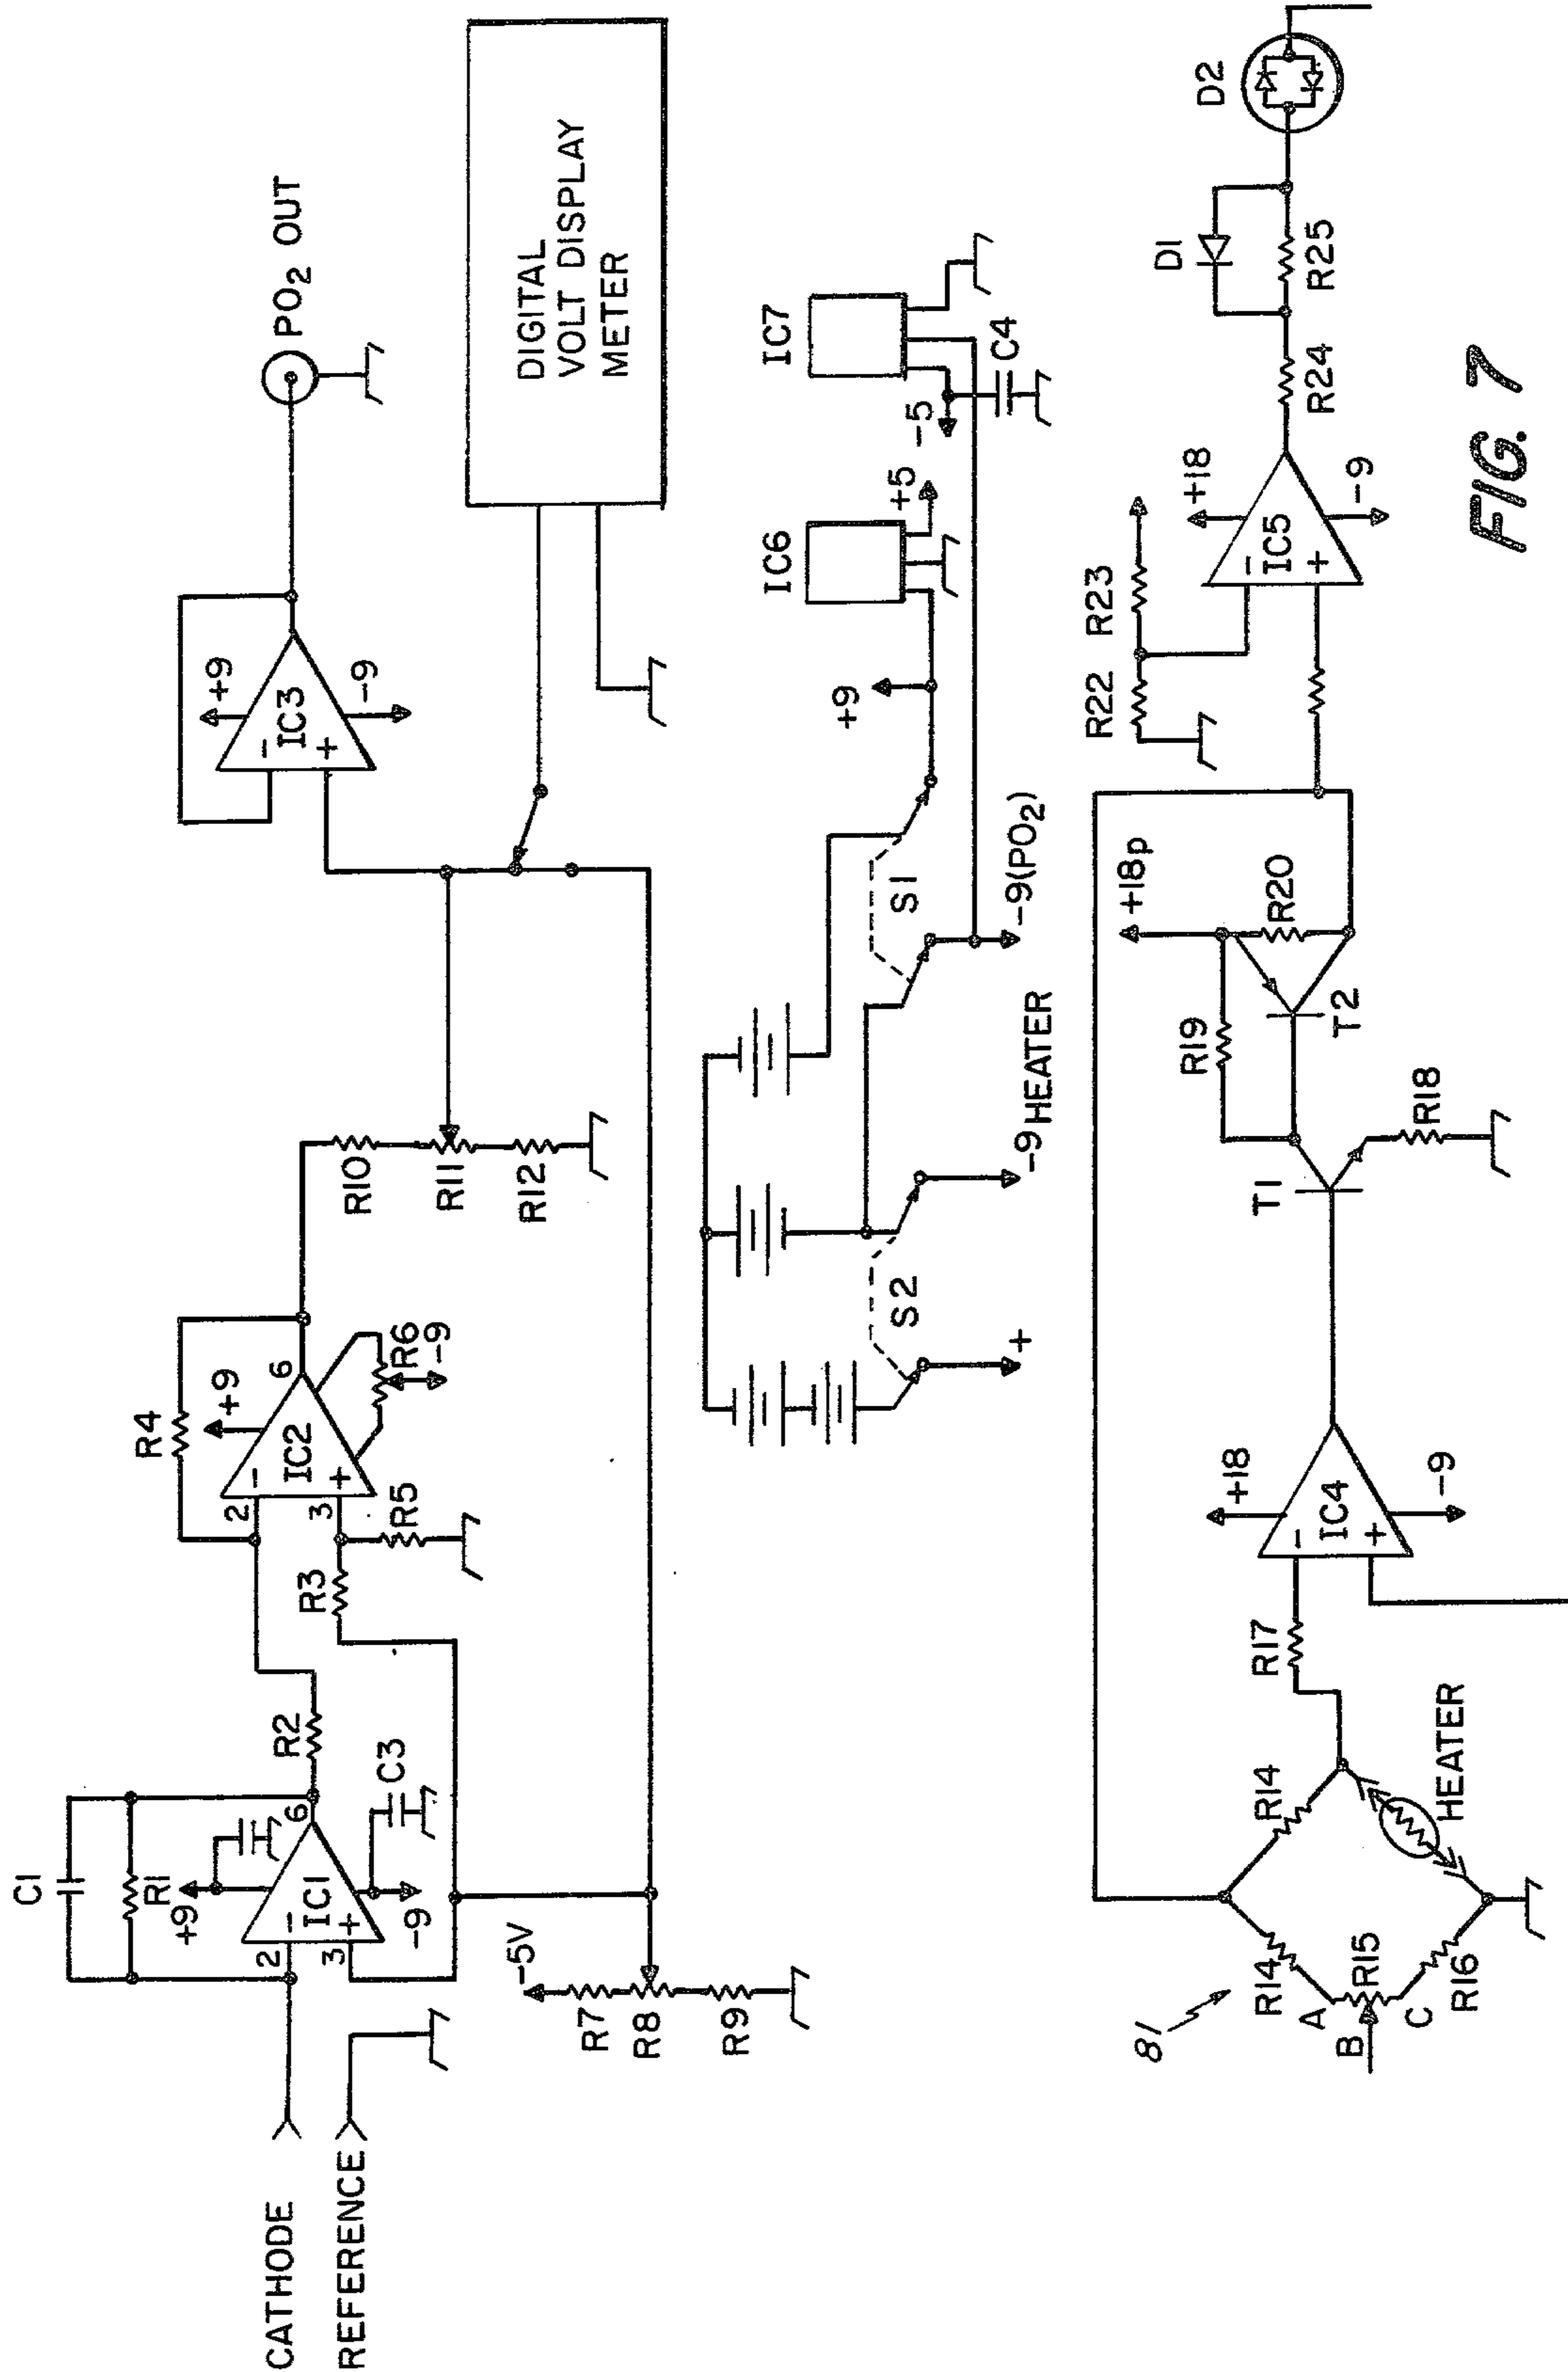 CATHODE
REFERENCE
C1
R1
+9
2
3
-
+
IC1
6
-9
C3
R2
R3
R4
+9
2
3
-
+
IC2
6
R5
R6
-9
R10
R11
R12
+9
-
+
IC3
-9
PO2 OUT
DIGITAL
VOLT DISPLAY
METER
-5V
R7
R8
R9
S2
+
-9 HEATER
S1
-9(PO2)
+9
IC6
+5
IC7
-5
C4
81
R14
R14
A
B
C
R15
R16
HEATER
R17
+18
-
+
IC4
-9
T1
R18
R19
T2
+18p
R20
R22
R23
+18
-
+
IC5
-9
R24
R25
D1
D2
FIG. 7